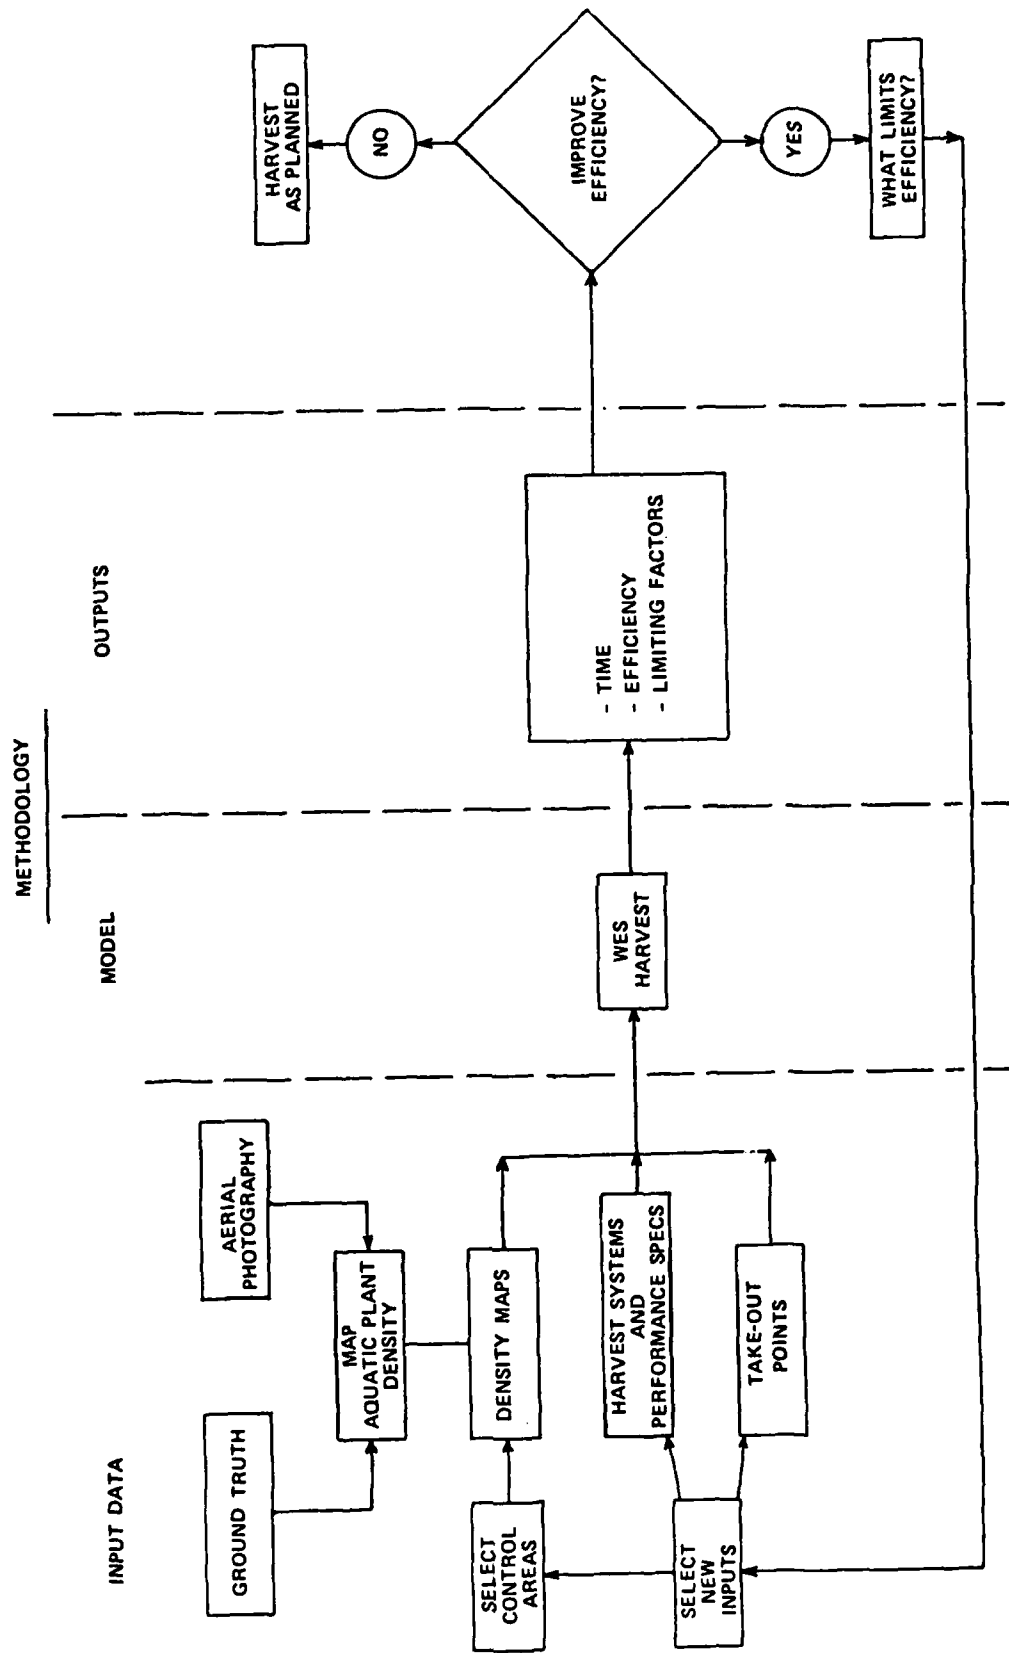 METHODOLOGY
INPUT DATA
MODEL
OUTPUTS
GROUND TRUTH
AERIAL
PHOTOGRAPHY
MAP
AQUATIC PLANT
DENSITY
SELECT
CONTROL
AREAS
DENSITY MAPS
SELECT
NEW
INPUTS
HARVEST SYSTEMS
AND
PERFORMANCE SPECS
TAKE-OUT
POINTS
WES
HARVEST
- TIME
- EFFICIENCY
- LIMITING FACTORS
IMPROVE
EFFICIENCY?
NO
HARVEST
AS PLANNED
YES
WHAT LIMITS
EFFICIENCY?